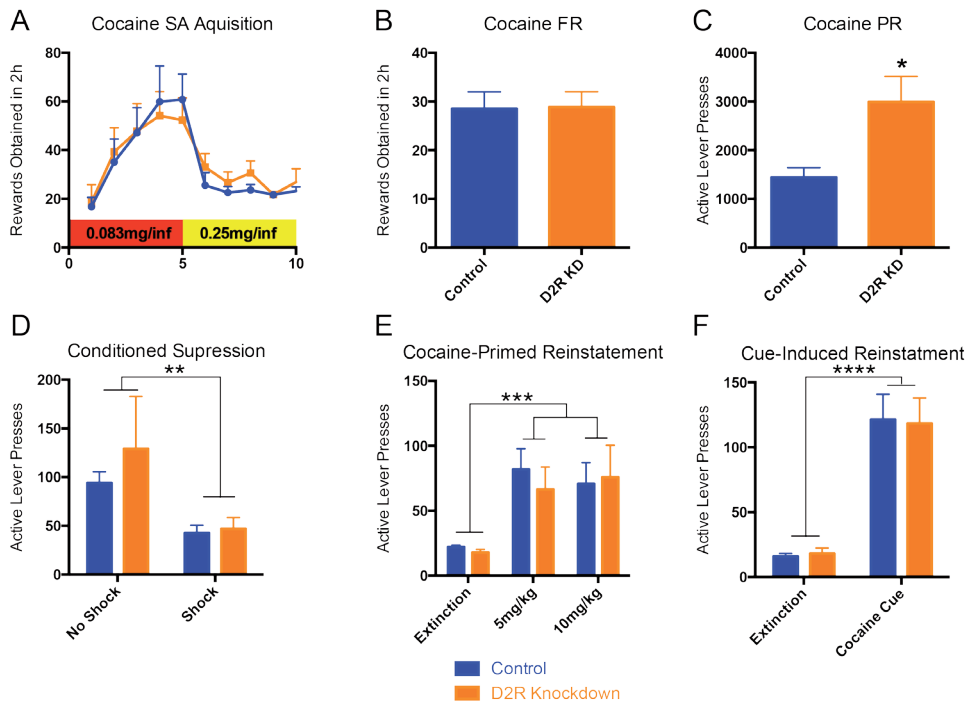 A
Cocaine SA Aquisition
Rewards Obtained in 2h
80
60
40
20
0
0.083mg/inf
0.25mg/inf
0
5
10
B
Cocaine FR
Rewards Obtained in 2h
40
30
20
10
0
Control
D2R KD
C
Cocaine PR
Active Lever Presses
4000
3000
2000
1000
0
*
Control
D2R KD
D
Conditioned Supression
Active Lever Presses
200
150
100
50
0
**
No Shock
Shock
E
Cocaine-Primed Reinstatement
Active Lever Presses
150
100
50
0
***
Extinction
5mg/kg
10mg/kg
F
Cue-Induced Reinstatment
Active Lever Presses
150
100
50
0
****
Extinction
Cocaine Cue
Control
D2R Knockdown